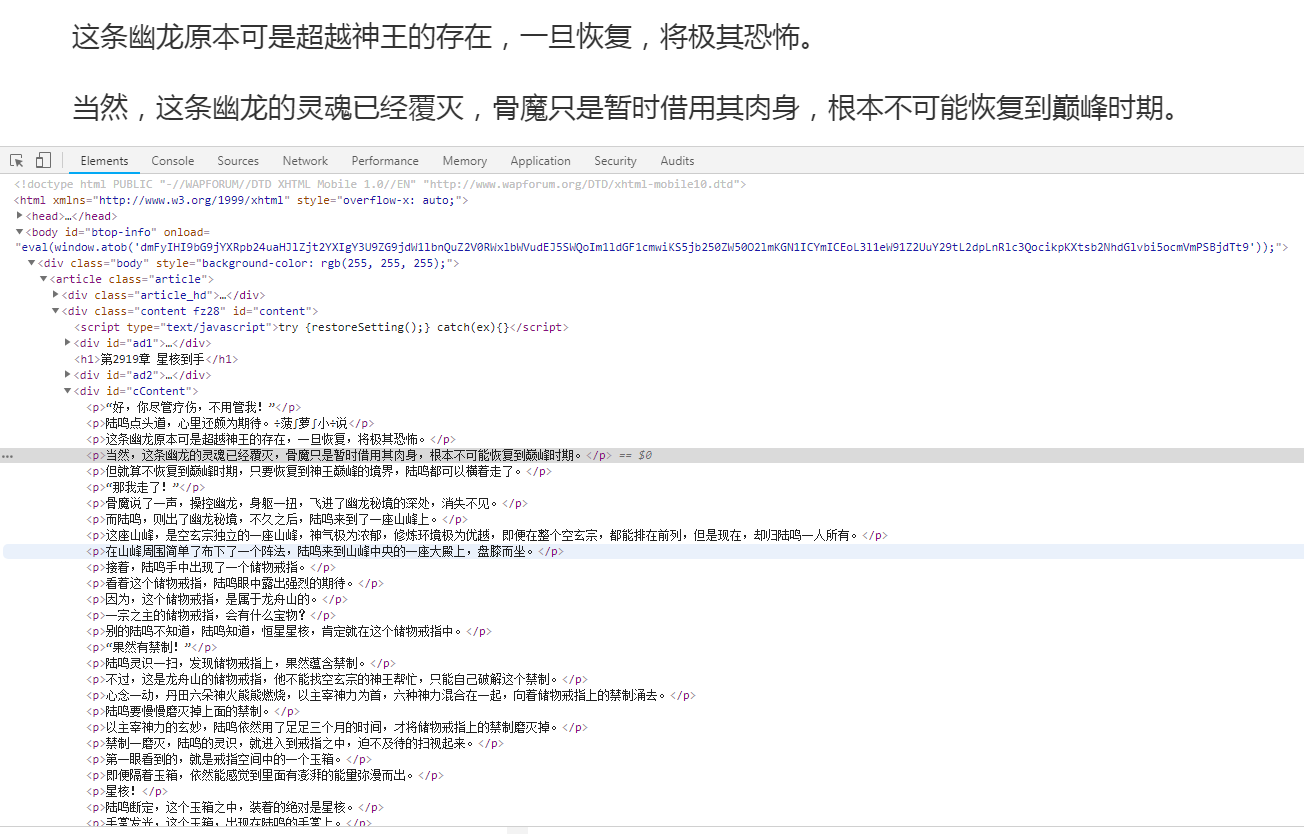 这条幽龙原本可是超越神王的存在，一旦恢复，将极其恐怖。
当然，这条幽龙的灵魂已经覆灭，骨魔只是暂时借用其肉身，根本不可能恢复到巅峰时期。
Elements Console Sources Network Performance Memory Application Security Audits
<!doctype html PUBLIC "-//WAPFORUM//DTD XHTML Mobile 1.0//EN" "http://www.wapforum.org/DTD/xhtml-mobile10.dtd">
<html xmlns="http://www.w3.org/1999/xhtml" style="overflow-x: auto;">
<head>…</head>
<body id="btop-info" onload=
<div class="body" style="background-color: rgb(255, 255, 255);">
<article class="article">
<div class="article_hd">…</div>
<div class="content fz28" id="content">
<script type="text/javascript">try {restoreSetting();} catch(ex){}</script>
<div id="ad1">…</div>
<h1>第2919章 星核到手</h1>
<div id="ad2">…</div>
<div id="cContent">
<p>“好，你尽管疗伤，不用管我！”</p>
<p>陆鸣点头道，心里还颇为期待。÷菠∫萝∫小÷说</p>
<p>这条幽龙原本可是超越神王的存在，一旦恢复，将极其恐怖。</p>
<p>当然，这条幽龙的灵魂已经覆灭，骨魔只是暂时借用其肉身，根本不可能恢复到巅峰时期。</p> == $0
<p>但就算不恢复到巅峰时期，只要恢复到神王巅峰的境界，陆鸣都可以横着走了。</p>
<p>“那我走了！”</p>
<p>骨魔说了一声，操控幽龙，身躯一扭，飞进了幽龙秘境的深处，消失不见。</p>
<p>而陆鸣，则出了幽龙秘境，不久之后，陆鸣来到了一座山峰上。</p>
<p>这座山峰，是空玄宗独立的一座山峰，神气极为浓郁，修炼环境极为优越，即便在整个空玄宗，都能排在前列，但是现在，却归陆鸣一人所有。</p>
<p>在山峰周围简单了布下了一个阵法，陆鸣来到山峰中央的一座大殿上，盘膝而坐。</p>
<p>接着，陆鸣手中出现了一个储物戒指。</p>
<p>看着这个储物戒指，陆鸣眼中露出强烈的期待。</p>
<p>因为，这个储物戒指，是属于龙舟山的。</p>
<p>一宗之主的储物戒指，会有什么宝物？</p>
<p>别的陆鸣不知道，陆鸣知道，恒星星核，肯定就在这个储物戒指中。</p>
<p>“果然有禁制！”</p>
<p>陆鸣灵识一扫，发现储物戒指上，果然蕴含禁制。</p>
<p>不过，这是龙舟山的储物戒指，他不能找空玄宗的神王帮忙，只能自己破解这个禁制。</p>
<p>心念一动，丹田六朵神火熊熊燃烧，以主宰神力为首，六种神力混合在一起，向着储物戒指上的禁制涌去。</p>
<p>陆鸣要慢慢磨灭掉上面的禁制。</p>
<p>以主宰神力的玄妙，陆鸣依然用了足足三个月的时间，才将储物戒指上的禁制磨灭掉。</p>
<p>禁制一磨灭，陆鸣的灵识，就进入到戒指之中，迫不及待的扫视起来。</p>
<p>第一眼看到的，就是戒指空间中的一个玉箱。</p>
<p>即便隔着玉箱，依然能感觉到里面有澎湃的能量弥漫而出。</p>
<p>星核！</p>
<p>陆鸣断定，这个玉箱之中，装着的绝对是星核。</p>
<p>手掌发光，这个玉箱，出现在陆鸣的手掌上。</p>